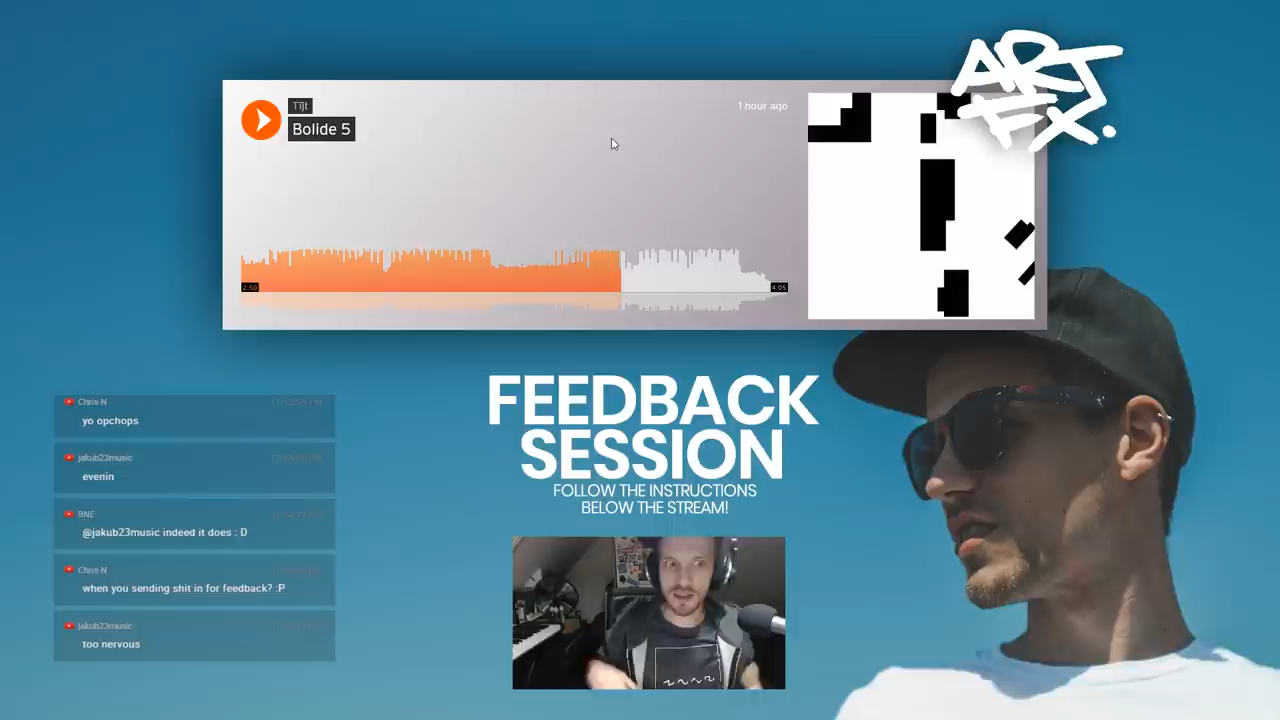 ART
EX.
Tījt
1 hour ago
Bolide 5
2:50
4:05
FEEDBACK
SESSION
FOLLOW THE INSTRUCTIONS
BELOW THE STREAM!
Chris-N
yo opchops
jakub23music
evenin
BNE
@jakub23music indeed it does : D
Chris-N
when you sending shit in for feedback? :P
jakub23music
too nervous